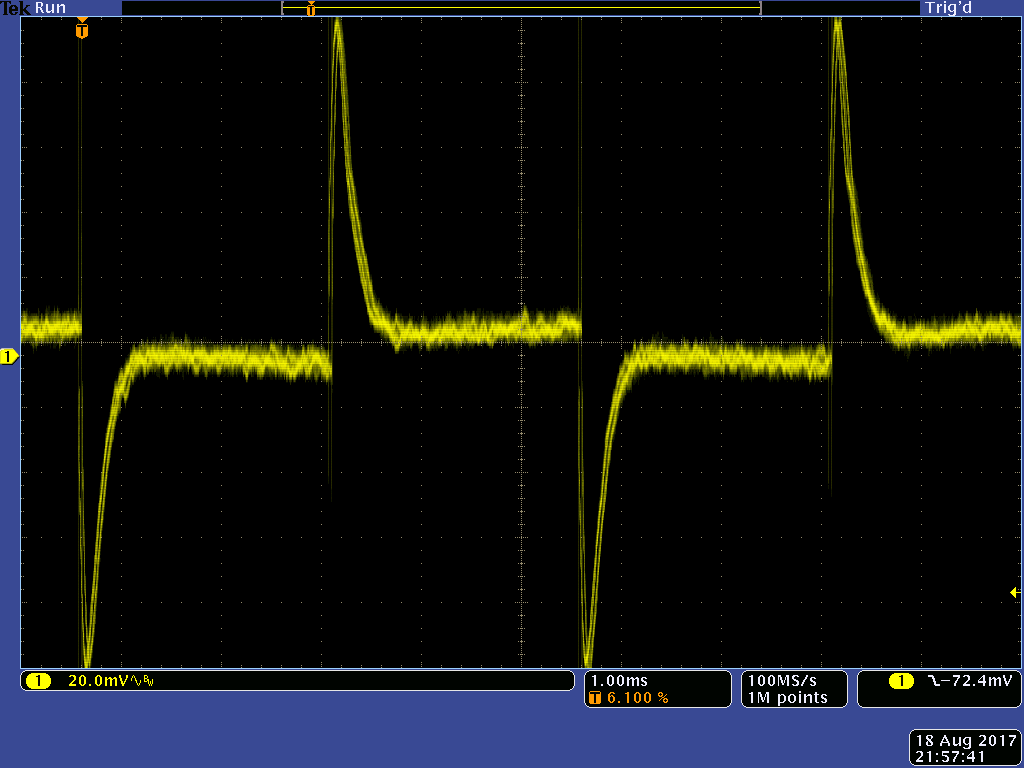 Tek Run Trig'd
T
T
1
1 20.0mV∿BW 1.00ms 100MS/s 1 ⍀−72.4mV
T 6.100 % 1M points
18 Aug 2017
21:57:41